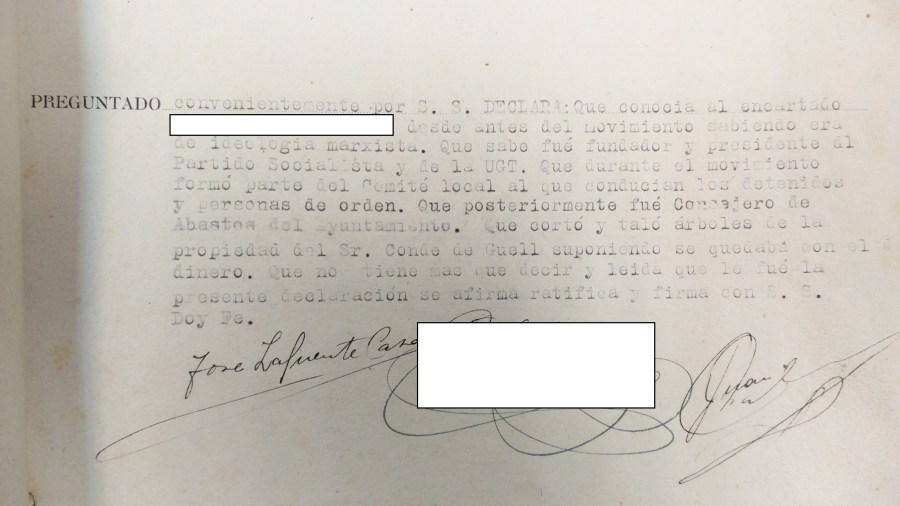 PREGUNTADO convenientemente por S. S. DECLARA:Que conocia al encartado
desde antes del movimiento sabiendo era
de ideologia marxista. Que sabe fué fundador y presidente dl
Partido Socialista y de la UGT. Que durante el movimiento
formó parte del Comité local al que conducian los detenidos
y personas de orden. Que posteriormente fué Consejero de
Abastos del Ayuntamiento. Que cortó y taló árboles de la
propiedad del Sr. Conde de Guell suponiendo se quedaba con el
dinero. Que no tiene mas que decir y leida que le fué la
presente declaración se afirma ratifica y firma con S. S.
Doy Fe.
Jose Lafuente